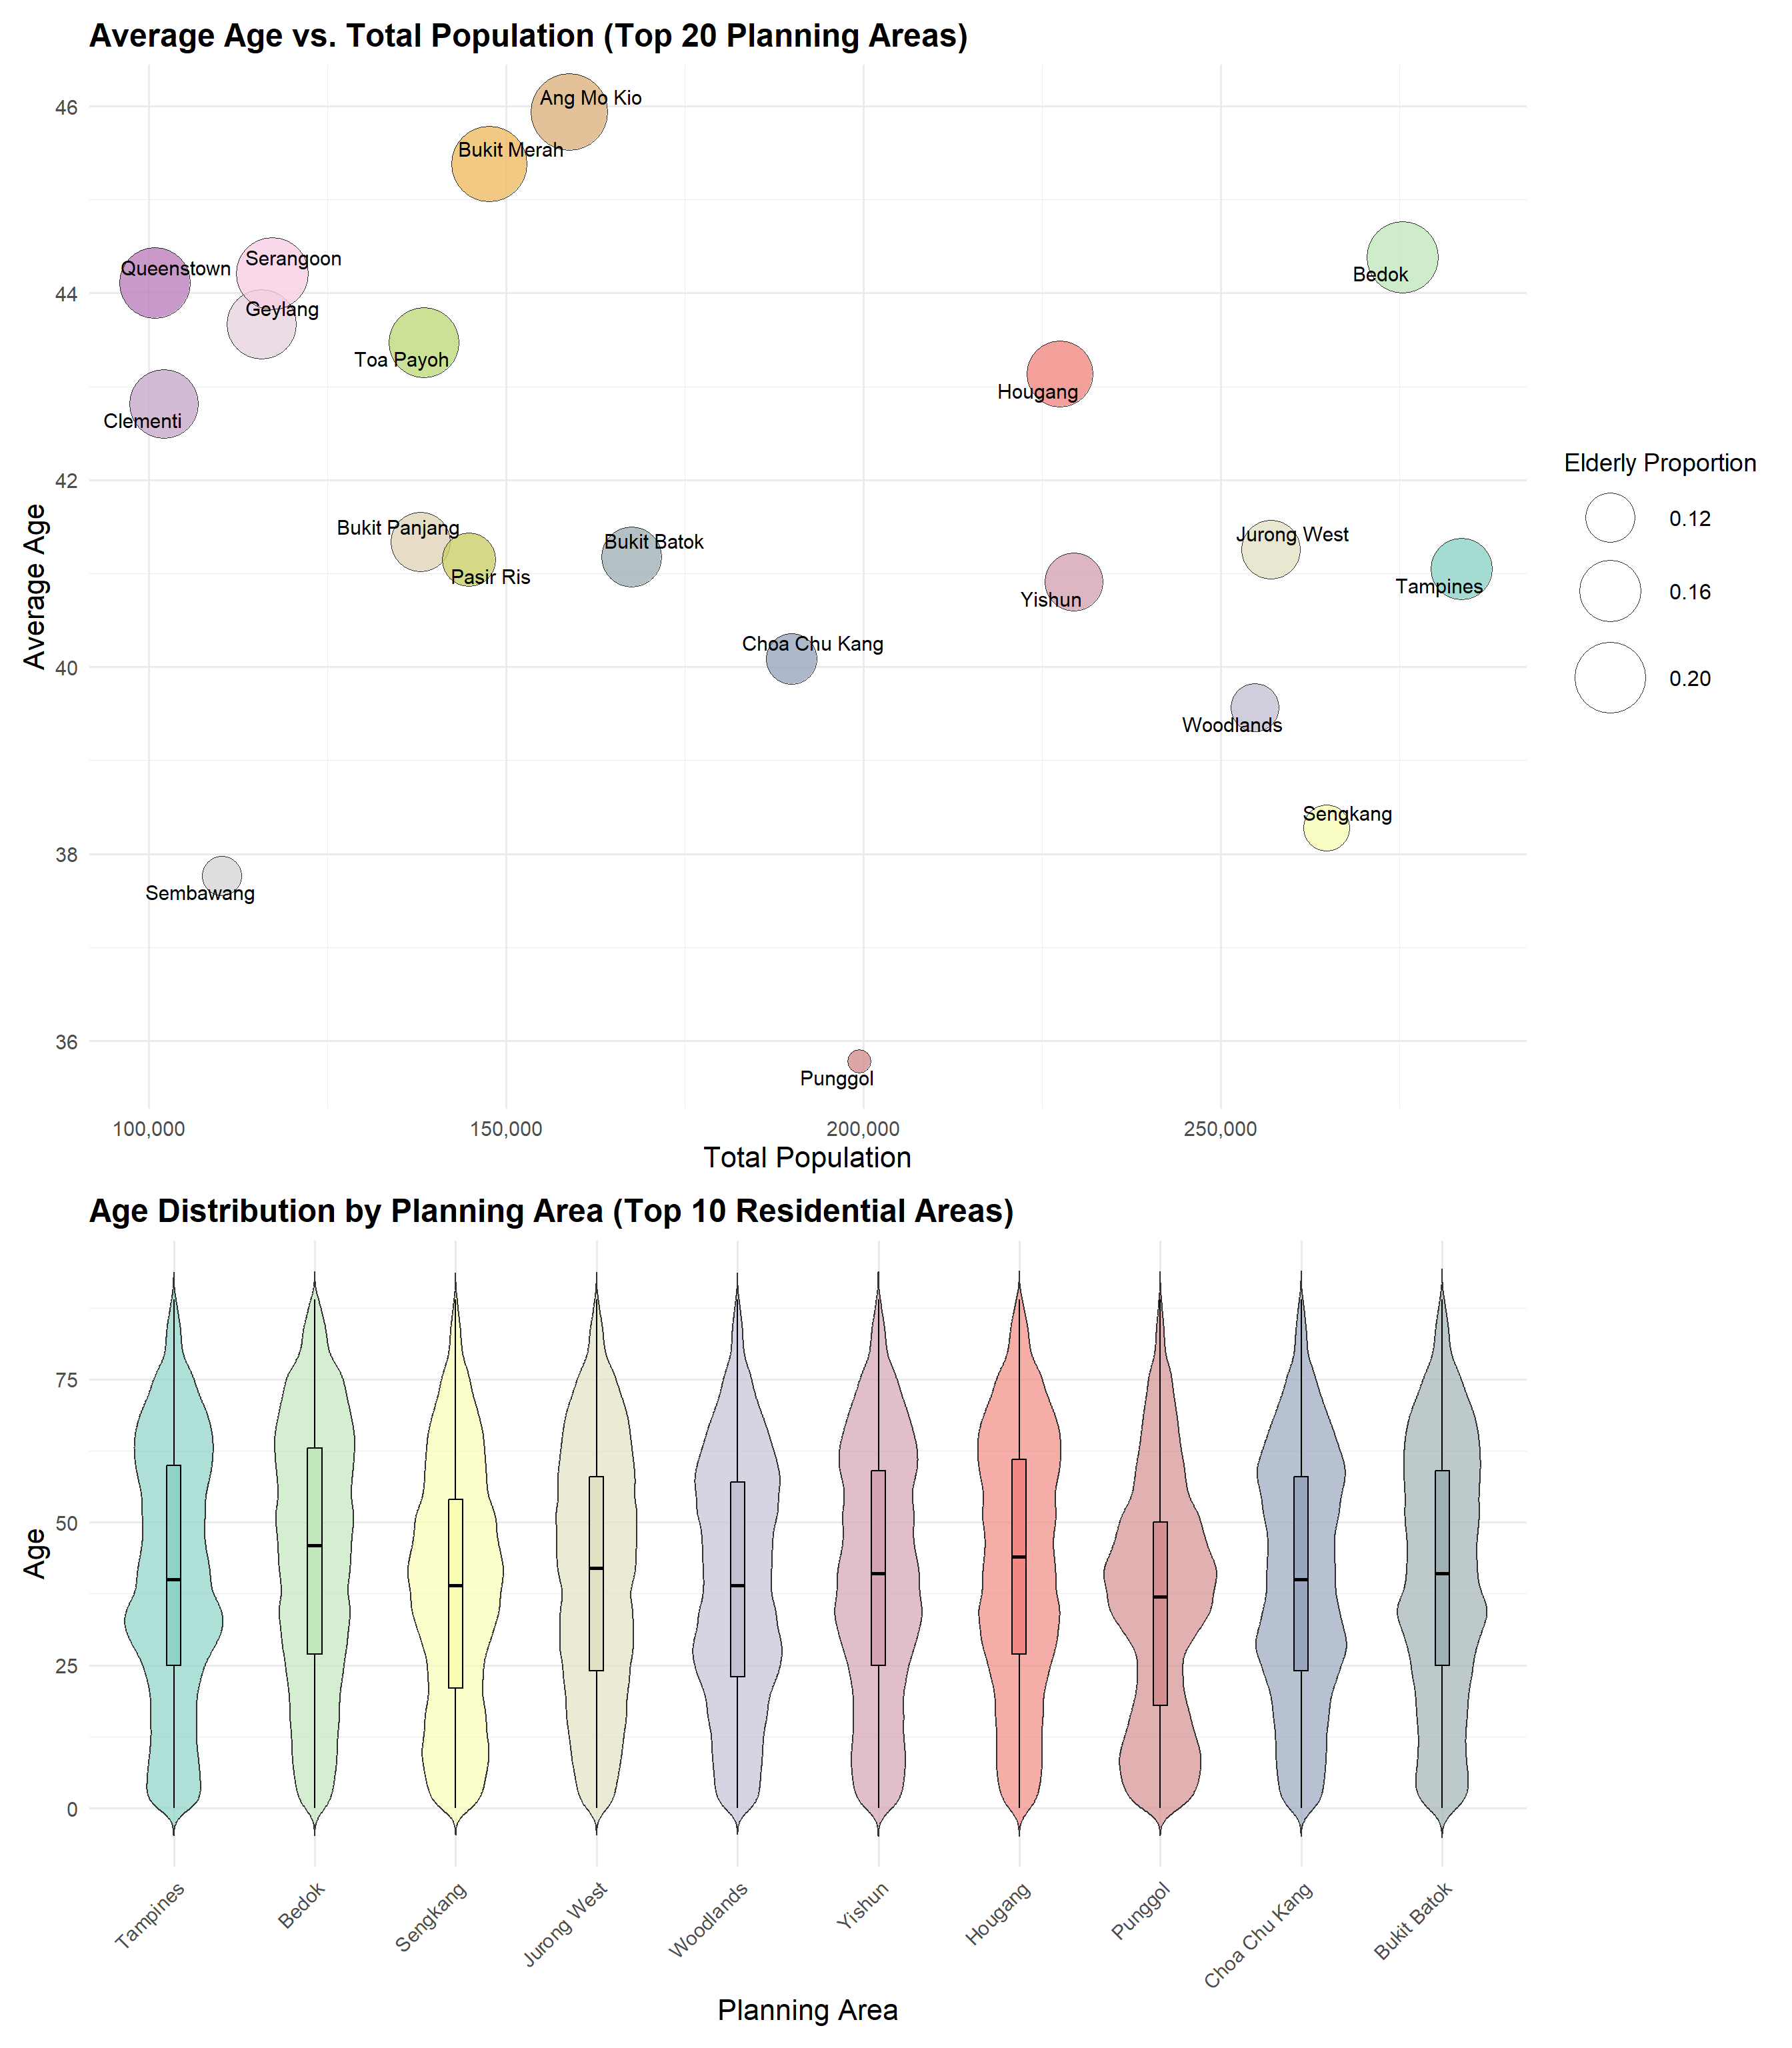 Average Age vs. Total Population (Top 20 Planning Areas)
46
44
42
40
38
36
Average Age
Ang Mo Kio
Bukit Merah
Queenstown
Serangoon
Bedok
Geylang
Toa Payoh
Hougang
Clementi
Bukit Panjang
Pasir Ris
Bukit Batok
Jurong West
Yishun
Tampines
Choa Chu Kang
Woodlands
Sengkang
Sembawang
Punggol
100,000
150,000
200,000
250,000
Total Population
Elderly Proportion
0.12
0.16
0.20
Age Distribution by Planning Area (Top 10 Residential Areas)
75
50
25
0
Age
Tampines
Bedok
Sengkang
Jurong West
Woodlands
Yishun
Hougang
Punggol
Choa Chu Kang
Bukit Batok
Planning Area